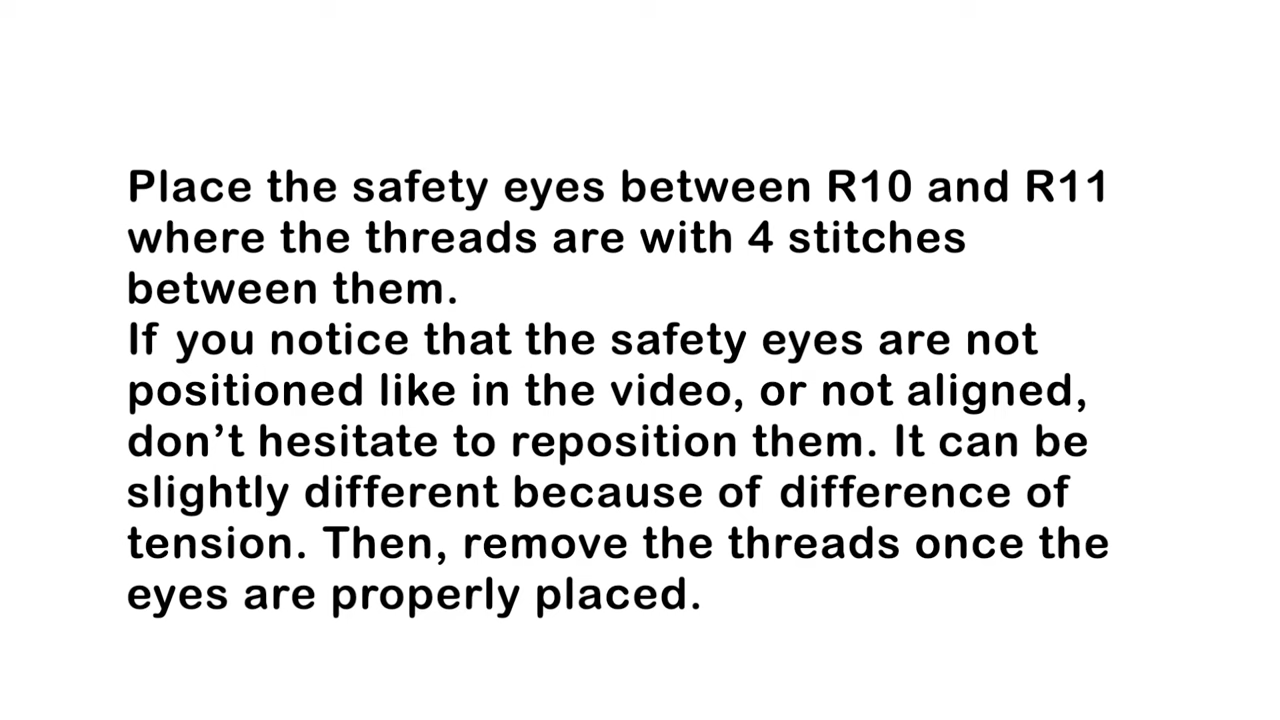 Place the safety eyes between R10 and R11
where the threads are with 4 stitches
between them.
If you notice that the safety eyes are not
positioned like in the video, or not aligned,
don’t hesitate to reposition them. It can be
slightly different because of difference of
tension. Then, remove the threads once the
eyes are properly placed.